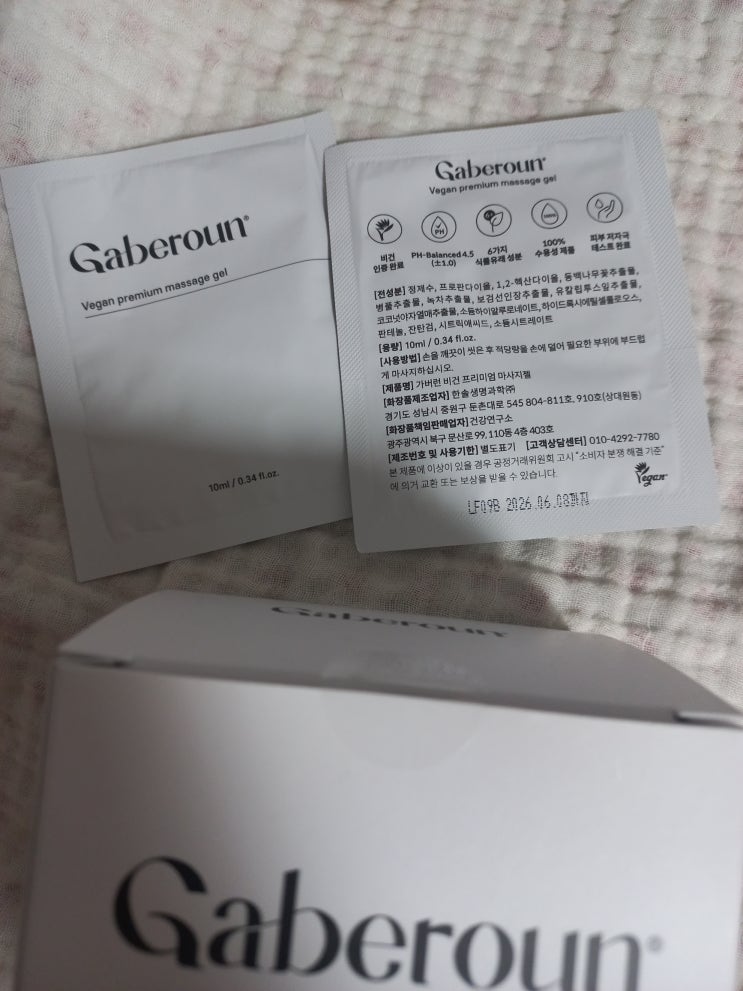 Gaberoun®
Vegan premium massage gel
10ml / 0.34 fl.oz.
Gaberoun®
Vegan premium massage gel
비건
인증 완료
PH
PH-Balanced 4.5
(±1.0)
6가지
식물유래 성분
100%
100%
수용성 제품
피부 저자극
테스트 완료
[전성분] 정제수, 프로판다이올, 1,2-헥산다이올, 동백나무꽃추출물,
병풀추출물, 녹차추출물, 보검선인장추출물, 유칼립투스잎추출물,
코코넛야자열매추출물, 소듐하이알루로네이트, 하이드록시에틸셀룰로오스,
판테놀, 잔탄검, 시트릭애씨드, 소듐시트레이트
[용량] 10ml / 0.34 fl.oz.
[사용방법] 손을 깨끗이 씻은 후 적당량을 손에 덜어 필요한 부위에 부드럽
게 마사지하십시오.
[제품명] 가버런 비건 프리미엄 마사지젤
[화장품제조업자] 한솔생명과학㈜
경기도 성남시 중원구 둔촌대로 545 804-811호, 910호(상대원동)
[화장품책임판매업자] 건강연구소
광주광역시 북구 문산로 99, 110동 4층 403호
[제조번호 및 사용기한] 별도표기 [고객상담센터] 010-4292-7780
본 제품에 이상이 있을 경우 공정거래위원회 고시 "소비자 분쟁 해결 기준"
에 의거 교환 또는 보상을 받을 수 있습니다.
Vegan
LF09B 2026.06.08까지
Gaberoun®
Gaberoun®